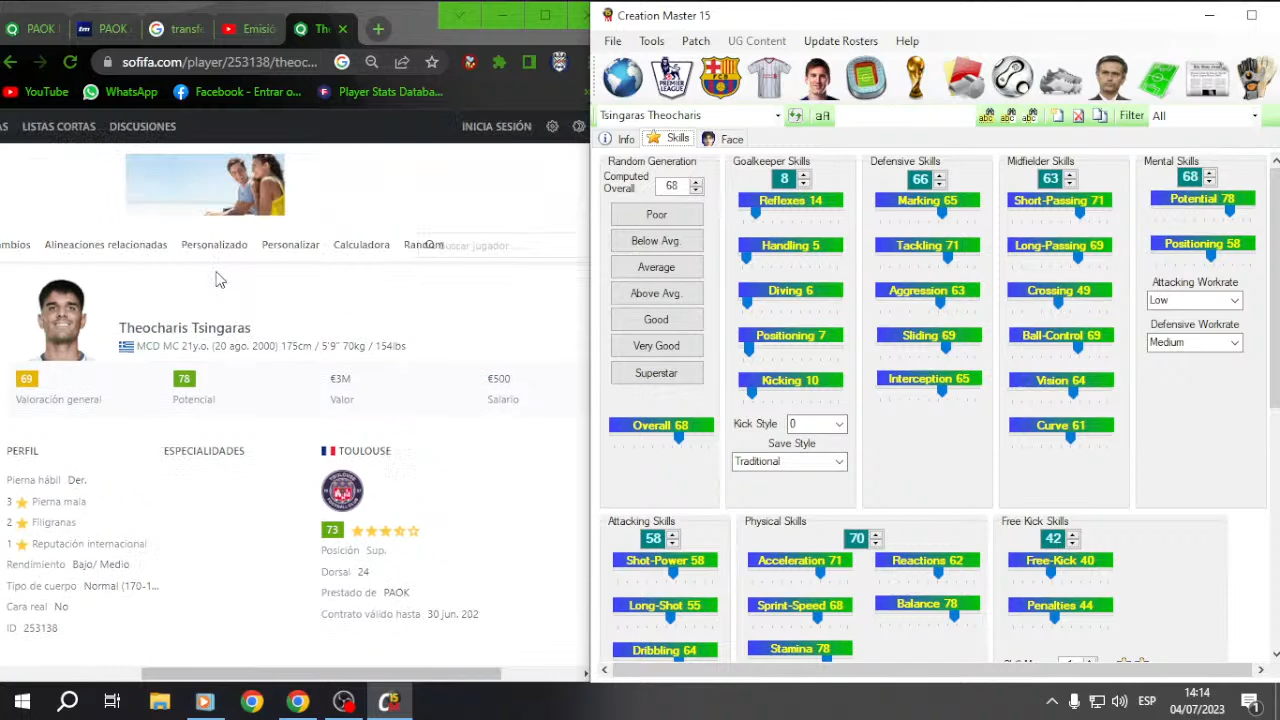 PAOK
PAOK
transf
Emisió
Th
sofifa.com/player/253138/theoc...
YouTube
WhatsApp
Facebook - Entrar o...
Player Stats Databa...
AS
LISTAS CORTAS
DISCUSIONES
INICIA SESIÓN
mbios
Alineaciones relacionadas
Personalizado
Personalizar
Calculadora
Buscar jugador
Theocharis Tsingaras
MCD MC 21y.o. (6 ago. 2000) 175cm / 5'9" 70kg / 154lbs
69
78
€3M
€500
Valoración general
Potencial
Valor
Salario
PERFIL
ESPECIALIDADES
TOULOUSE
Pierna hábil Der.
3 Pierna mala
2 Filigranas
1 Reputación internacional
Rendimiento Bajo/Medio
Tipo de cuerpo Normal (170-1...
Cara real No
ID 253138
73
Posición Sup.
Dorsal 24
Prestado de PAOK
Contrato válido hasta 30 jun. 202
Creation Master 15
File Tools Patch UG Content Update Rosters Help
Tsingaras Theocharis
aЯ
abc abc abc
Filter All
Info Skills Face
Random Generation
Computed Overall 68
Poor
Below Avg.
Average
Above Avg.
Good
Very Good
Superstar
Overall 68
Goalkeeper Skills
8
Reflexes 14
Handling 5
Diving 6
Positioning 7
Kicking 10
Kick Style 0
Save Style
Traditional
Defensive Skills
66
Marking 65
Tackling 71
Aggression 63
Sliding 69
Interception 65
Midfielder Skills
63
Short-Passing 71
Long-Passing 69
Crossing 49
Ball-Control 69
Vision 64
Curve 61
Mental Skills
68
Potential 78
Positioning 58
Attacking Workrate
Low
Defensive Workrate
Medium
Attacking Skills
58
Shot-Power 58
Long-Shot 55
Dribbling 64
Physical Skills
70
Acceleration 71
Sprint-Speed 68
Stamina 78
Reactions 62
Balance 78
Free Kick Skills
42
Free-Kick 40
Penalties 44
ESP
14:14
04/07/2023